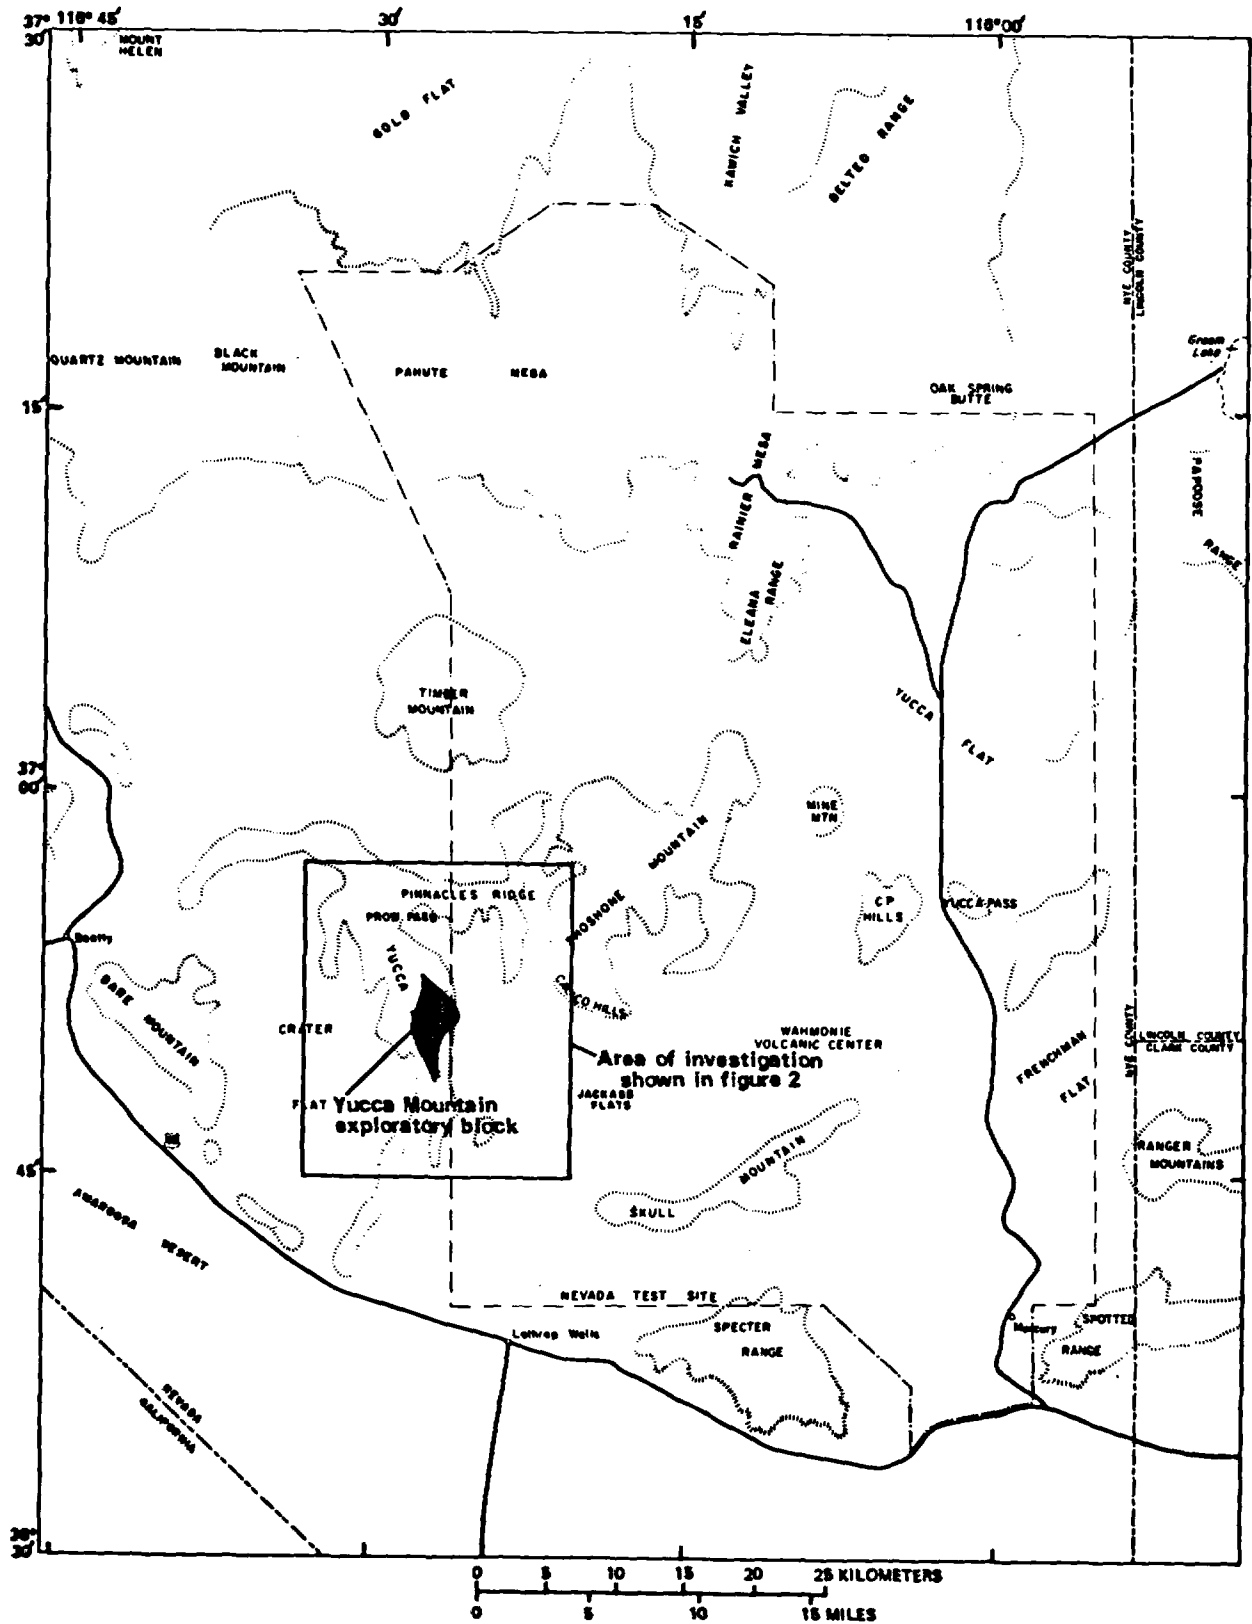 37° 116° 45' 30' 15' 116° 00'
30'
MOUNT
HELEN
GOLD FLAT
KAWICH VALLEY
BELTED RANGE
NYE COUNTY
LINCOLN COUNTY
Groom
Lake
QUARTZ MOUNTAIN
BLACK
MOUNTAIN
PAHUTE MESA
OAK SPRING
BUTTE
15'
RAINIER MESA
PAPOOSE
RANGE
ELEANA
RANGE
TIMBER
MOUNTAIN
YUCCA
FLAT
37°
00'
MINE
MTN
SHOSHONE MOUNTAIN
PINNACLES RIDGE
PROW PASS
CP
HILLS
YUCCA PASS
Beatty
YUCCA
BARE MOUNTAIN
CALICO HILLS
CRATER
FLAT
WAHMONIE
VOLCANIC CENTER
NYE COUNTY
LINCOLN COUNTY
CLARK COUNTY
FRENCHMAN
FLAT
Area of investigation
shown in figure 2
JACKASS
FLATS
Yucca Mountain
exploratory block
RANGER
MOUNTAINS
45'
SKULL MOUNTAIN
AMARGOSA DESERT
NEVADA TEST SITE
Mercury
SPOTTED
RANGE
Lathrop Wells
SPECTER
RANGE
NEVADA
CALIFORNIA
36°
30'
0 5 10 15 20 25 KILOMETERS
0 5 10 15 MILES